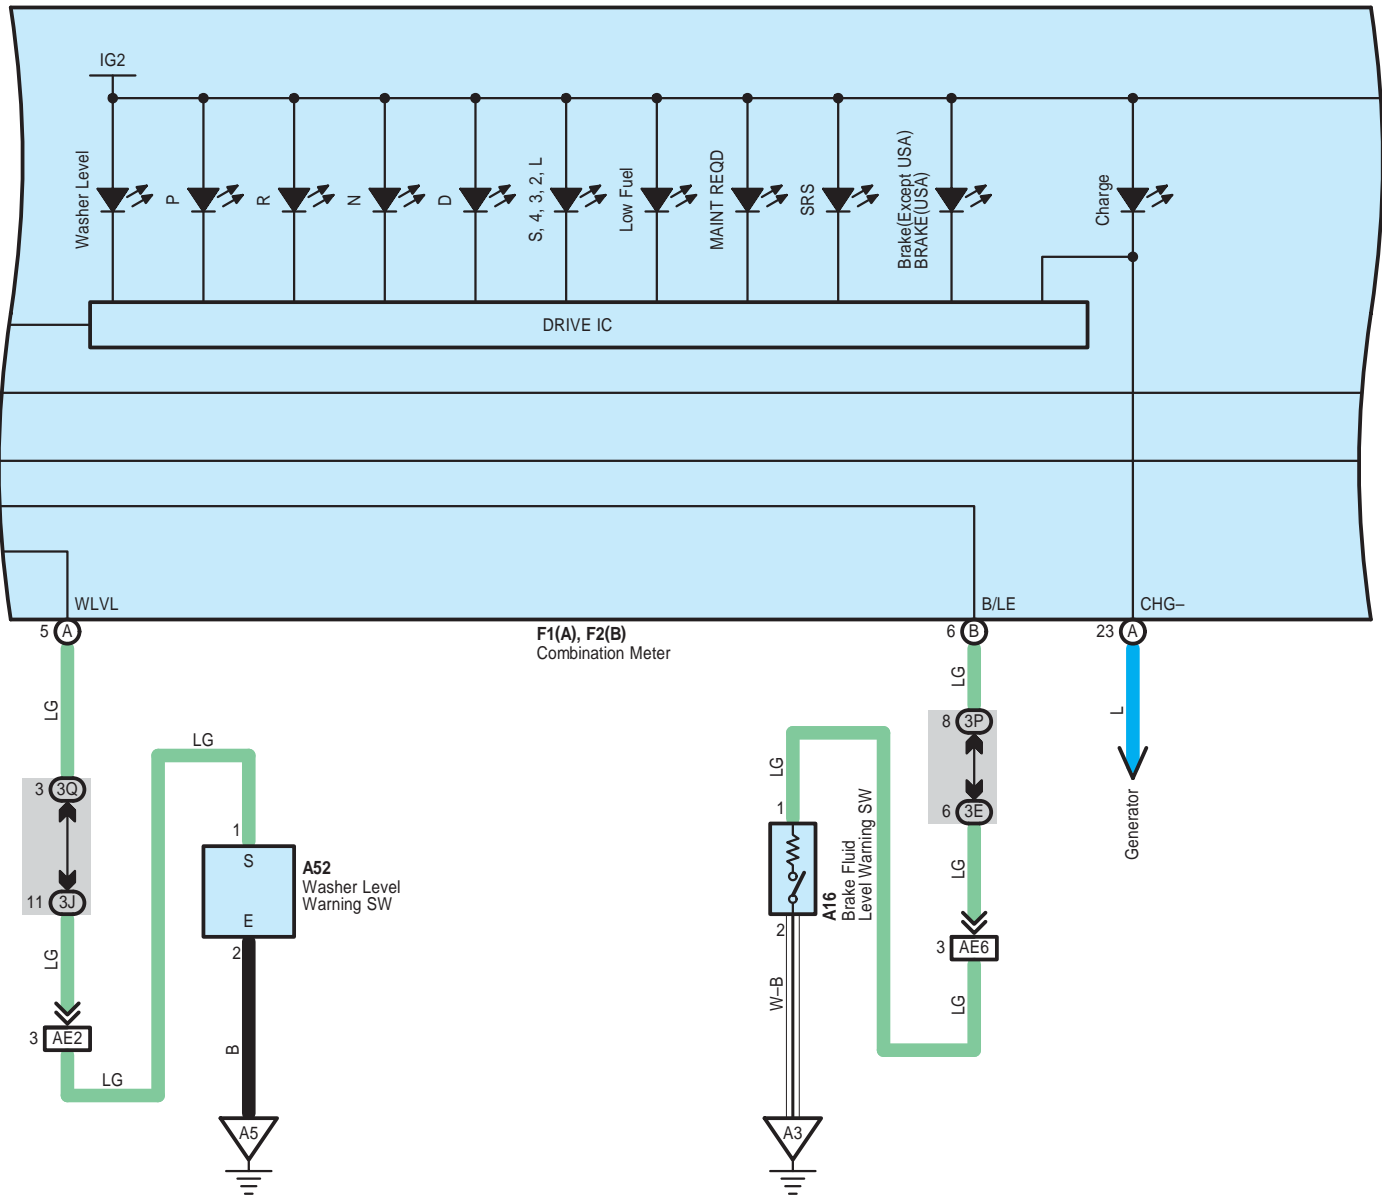 IG2
Washer Level
P
R
N
D
S, 4, 3, 2, L
Low Fuel
MAINT REQD
SRS
Brake(Except USA)
BRAKE(USA)
Charge
DRIVE IC
WLVL
B/LE
CHG–
5 A
F1(A), F2(B)
Combination Meter
6 B
23 A
LG
LG
LG
LG
L
8 3P
3 3Q
1
6 3E
Generator
1
S
A52
Washer Level
Warning SW
E
2
A16
Brake Fluid
Level Warning SW
2
11 3J
LG
LG
3 AE6
W–B
LG
3 AE2
B
LG
A5
A3